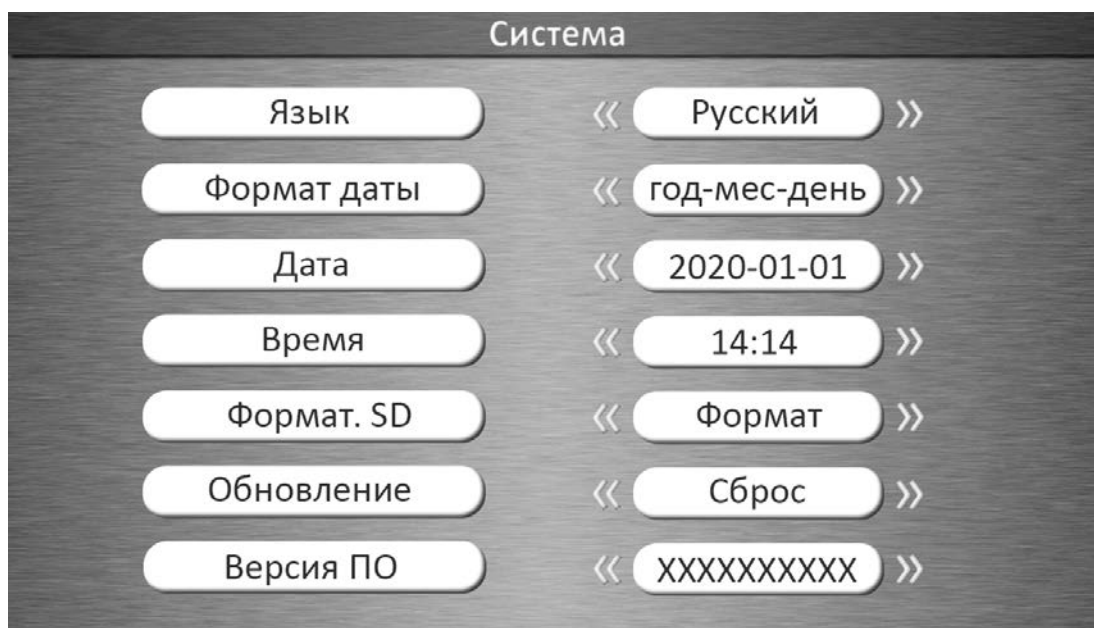 Система
Язык « Русский »
Формат даты « год-мес-день »
Дата « 2020-01-01 »
Время « 14:14 »
Формат. SD « Формат »
Обновление « Сброс »
Версия ПО « XXXXXXXXXX »